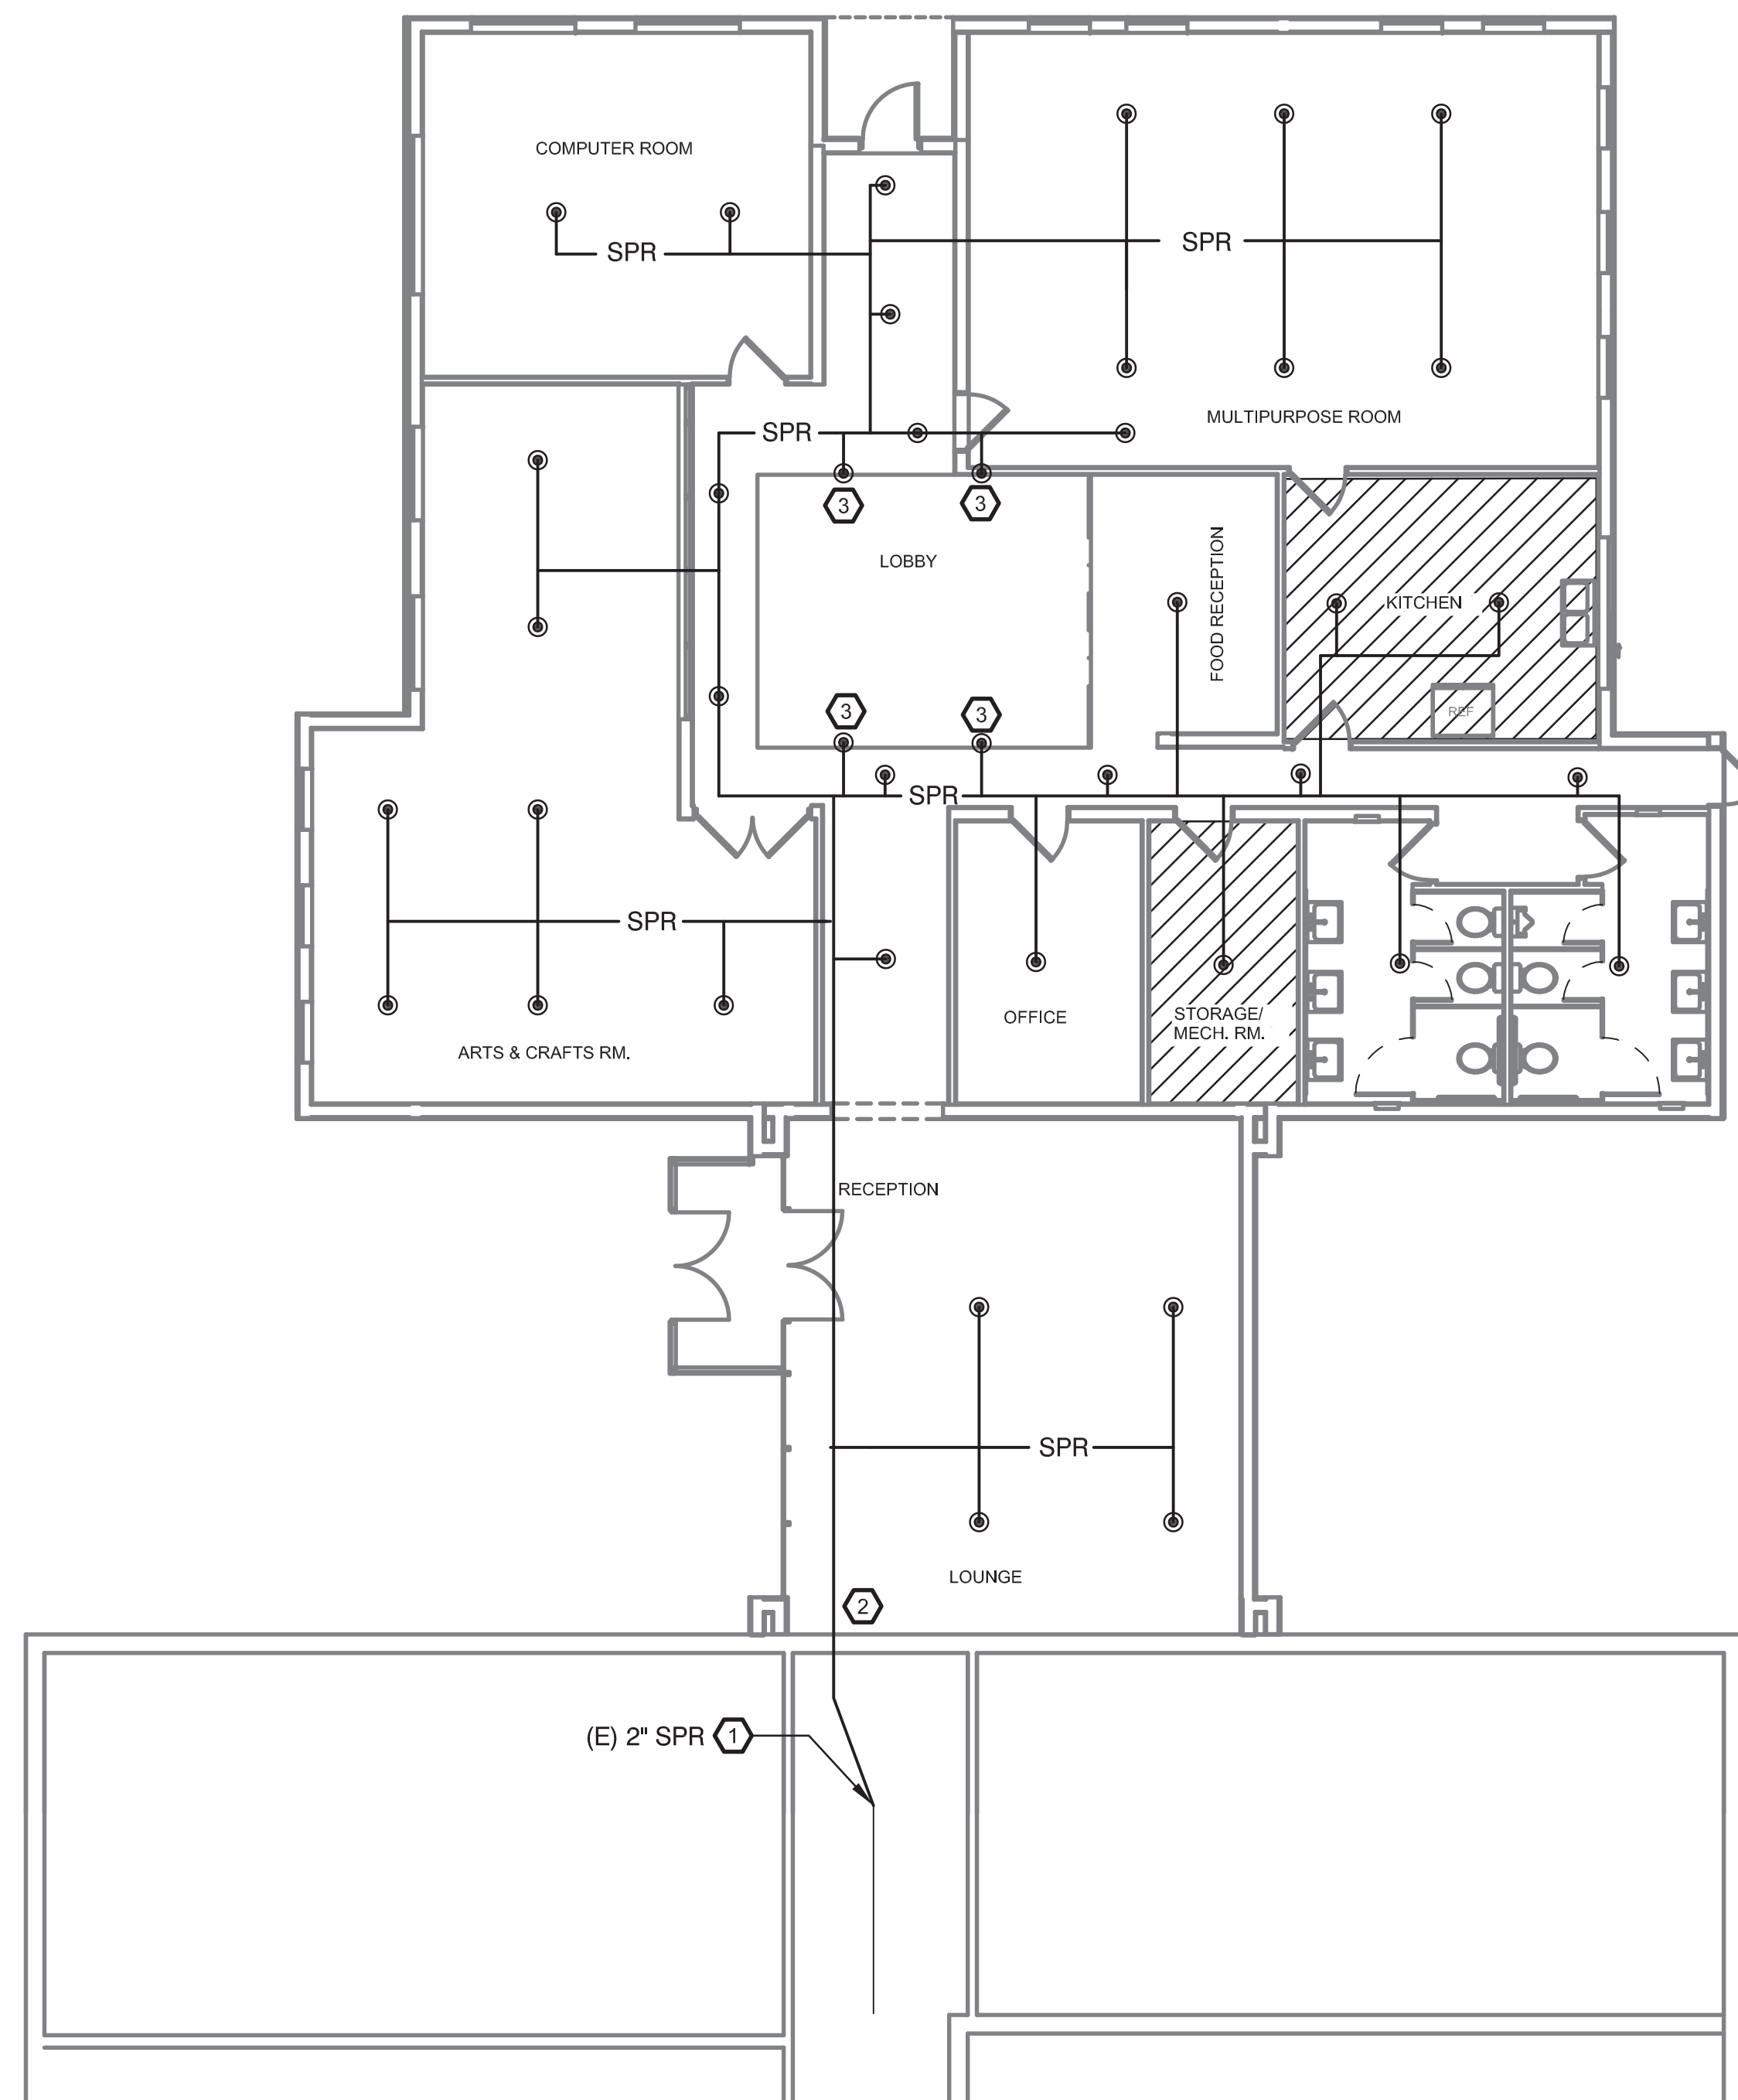 COMPUTER ROOM
SPR
SPR
MULTIPURPOSE ROOM
SPR
3
3
LOBBY
FOOD RECEPTION
KITCHEN
REF
3
3
SPR
SPR
OFFICE
STORAGE/
MECH. RM.
ARTS & CRAFTS RM.
RECEPTION
SPR
LOUNGE
2
(E) 2" SPR 1